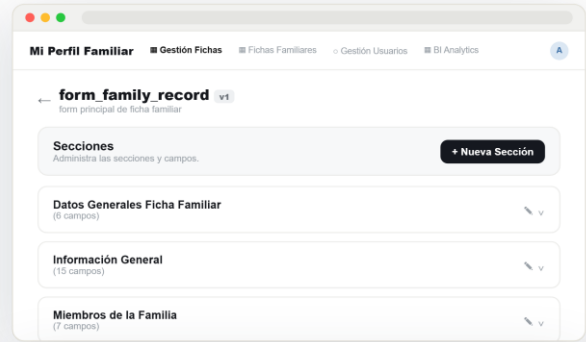 Mi Perfil Familiar Gestión Fichas Fichas Familiares Gestión Usuarios BI Analytics A
← form_family_record v1
form principal de ficha familiar
Secciones
Administra las secciones y campos.
+ Nueva Sección
Datos Generales Ficha Familiar
(6 campos)
Información General
(15 campos)
Miembros de la Familia
(7 campos)